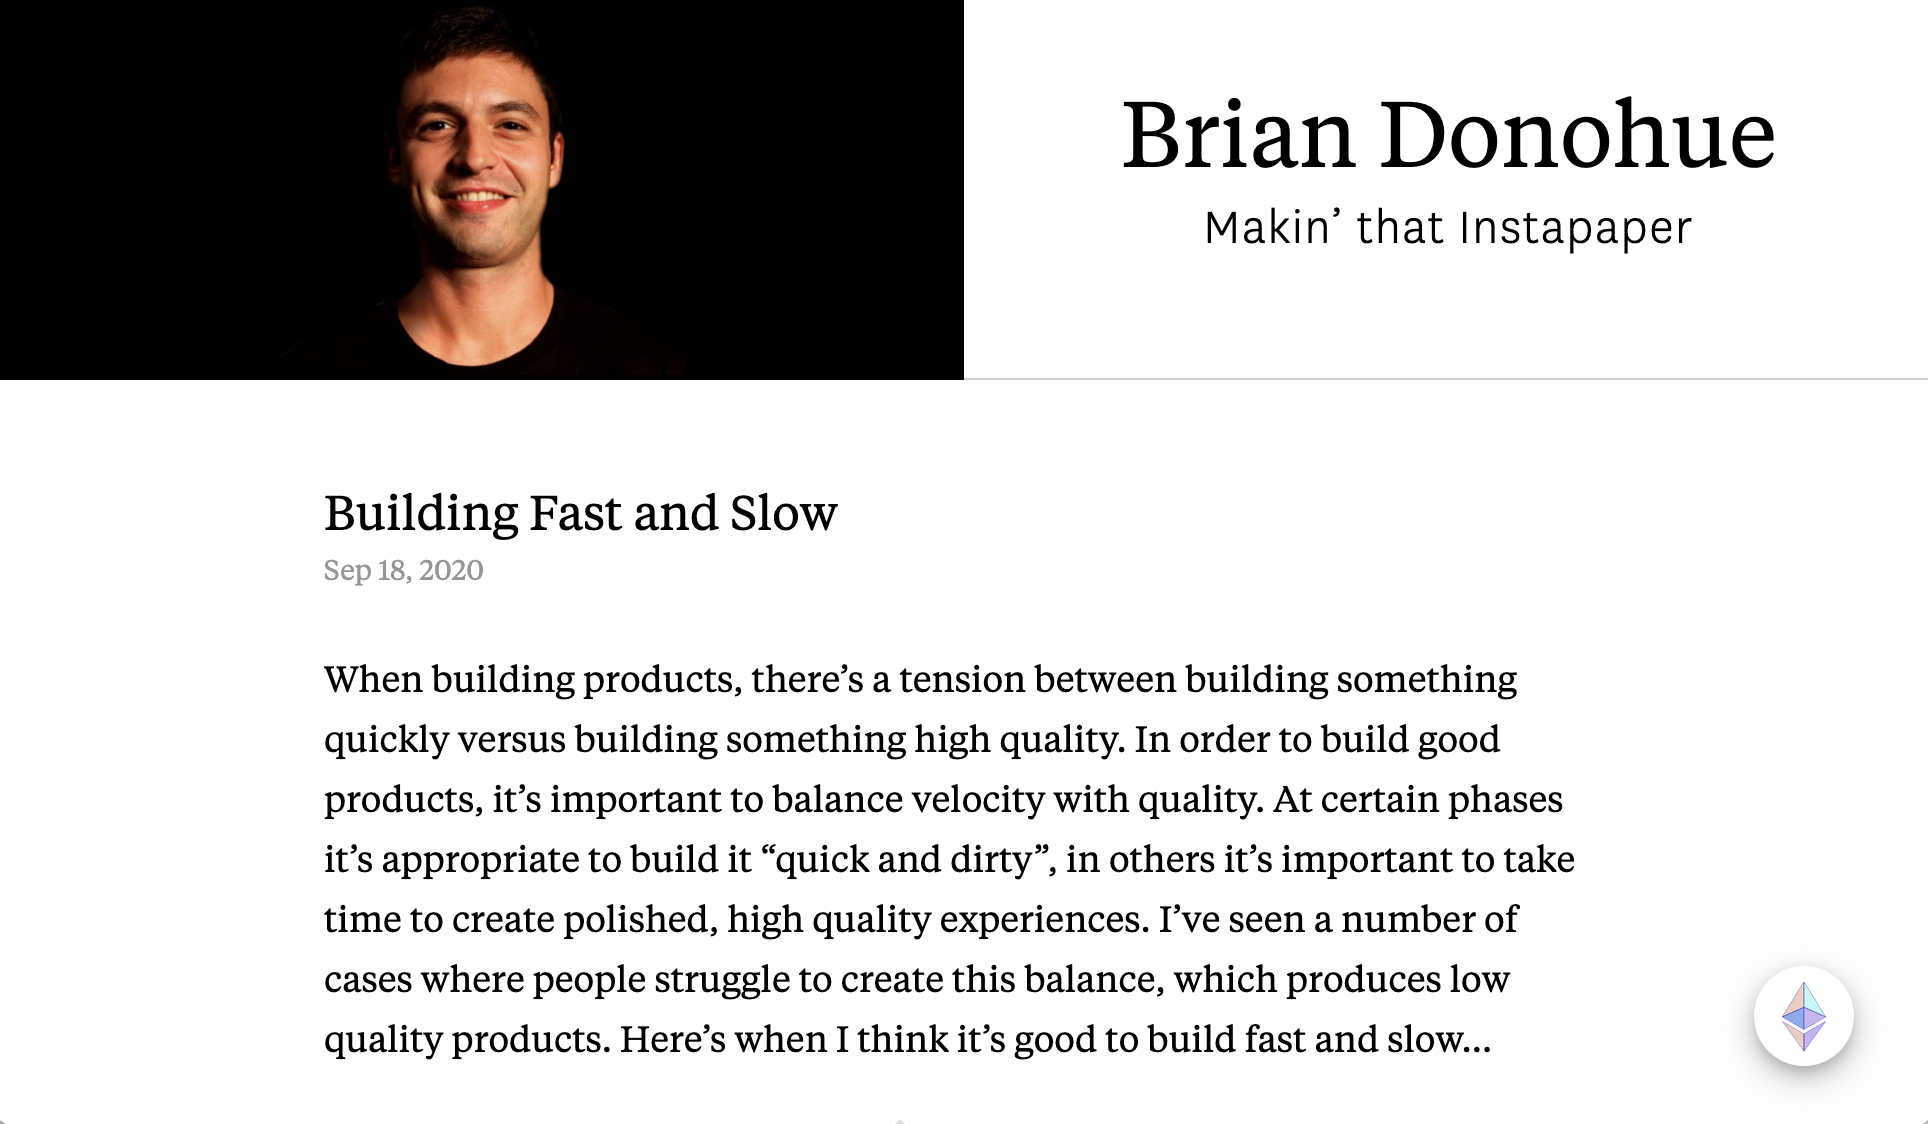 Brian Donohue
Makin’ that Instapaper
Building Fast and Slow
Sep 18, 2020
When building products, there’s a tension between building something
quickly versus building something high quality. In order to build good
products, it’s important to balance velocity with quality. At certain phases
it’s appropriate to build it “quick and dirty”, in others it’s important to take
time to create polished, high quality experiences. I’ve seen a number of
cases where people struggle to create this balance, which produces low
quality products. Here’s when I think it’s good to build fast and slow...